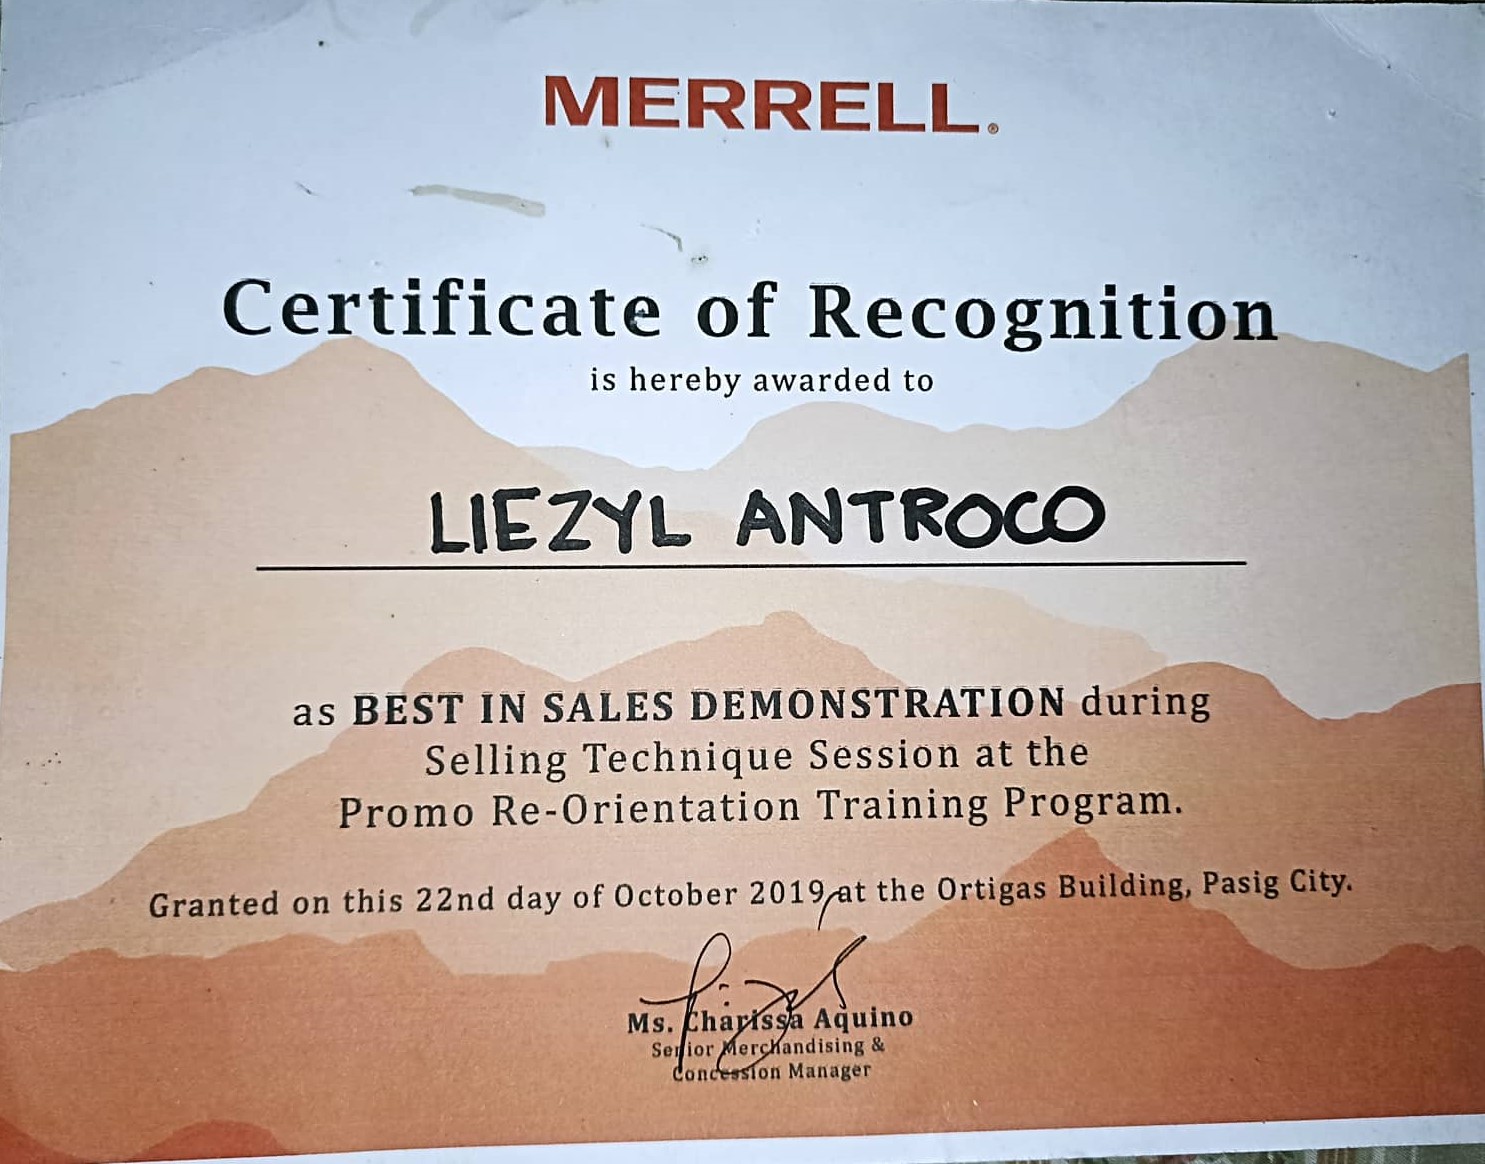 MERRELL®
Certificate of Recognition
is hereby awarded to
LIEZYL ANTROCO
as BEST IN SALES DEMONSTRATION during
Selling Technique Session at the
Promo Re-Orientation Training Program.
Granted on this 22nd day of October 2019, at the Ortigas Building, Pasig City.
Ms. Charissa Aquino
Senior Merchandising &
Concession Manager